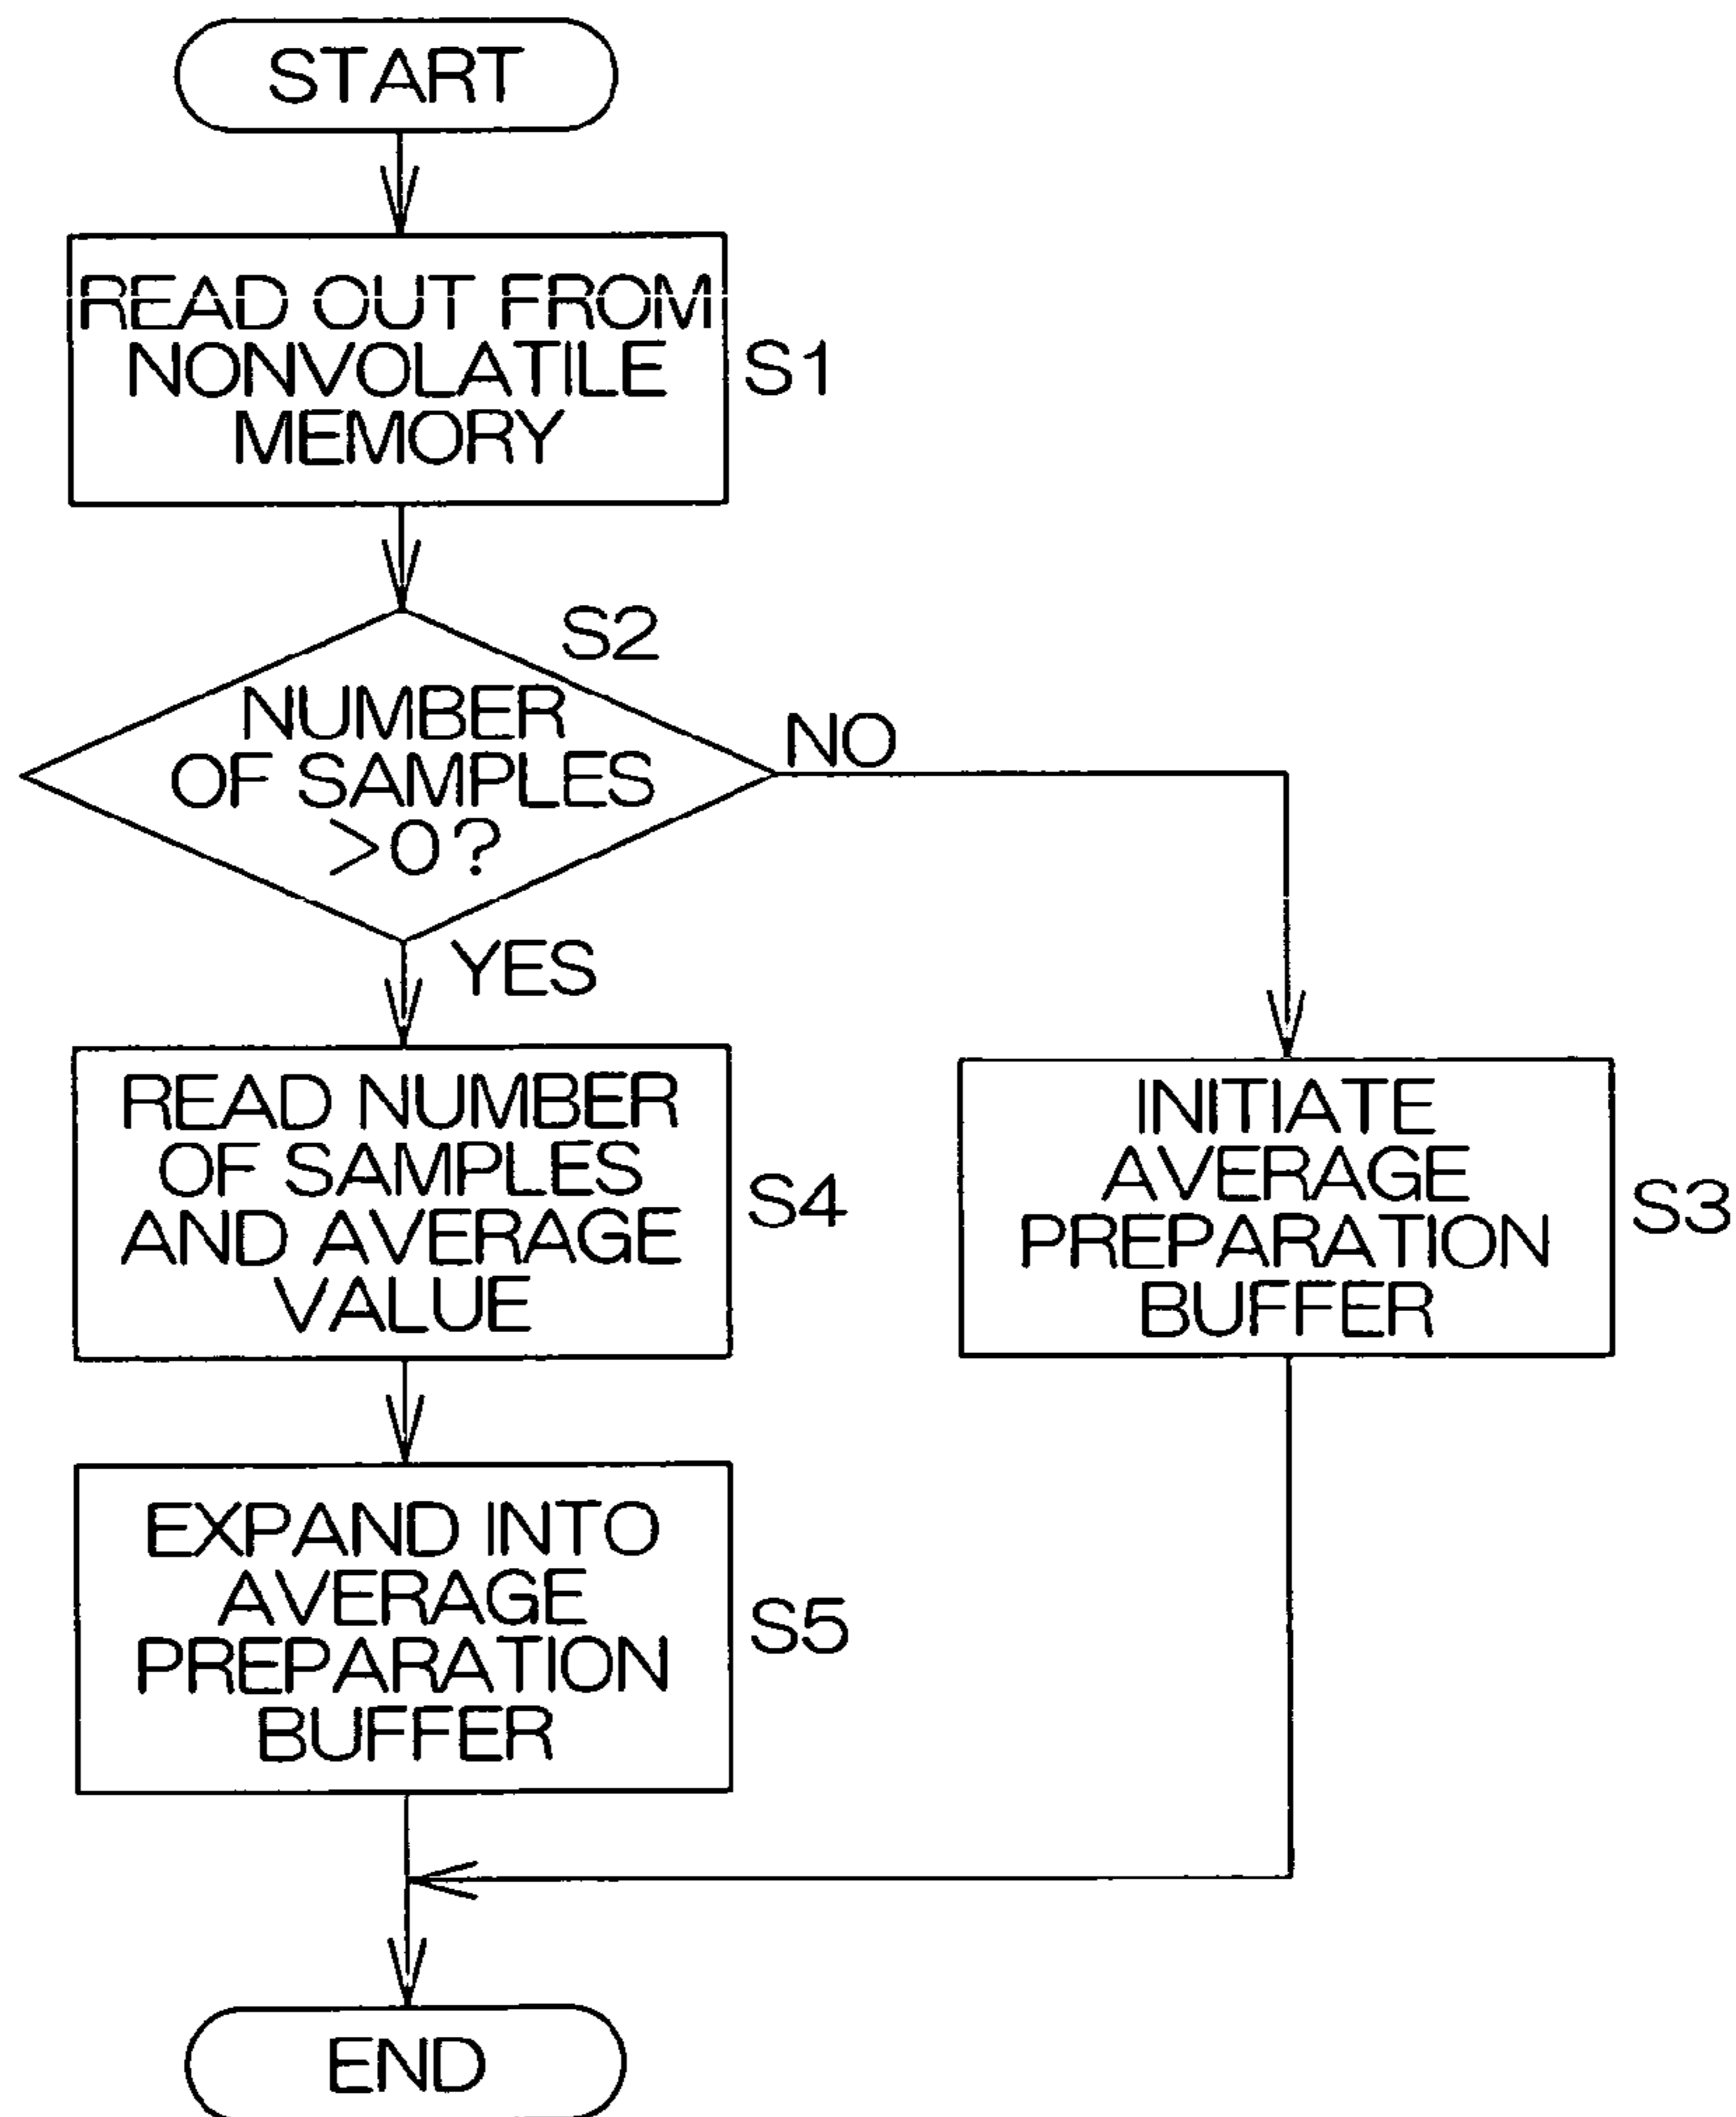 START
READ OUT FROM
NONVOLATILE
MEMORY
S1
S2
NUMBER
OF SAMPLES
>0?
NO
YES
READ NUMBER
OF SAMPLES
AND AVERAGE
VALUE
S4
INITIATE
AVERAGE
PREPARATION
BUFFER
S3
EXPAND INTO
AVERAGE
PREPARATION
BUFFER
S5
END